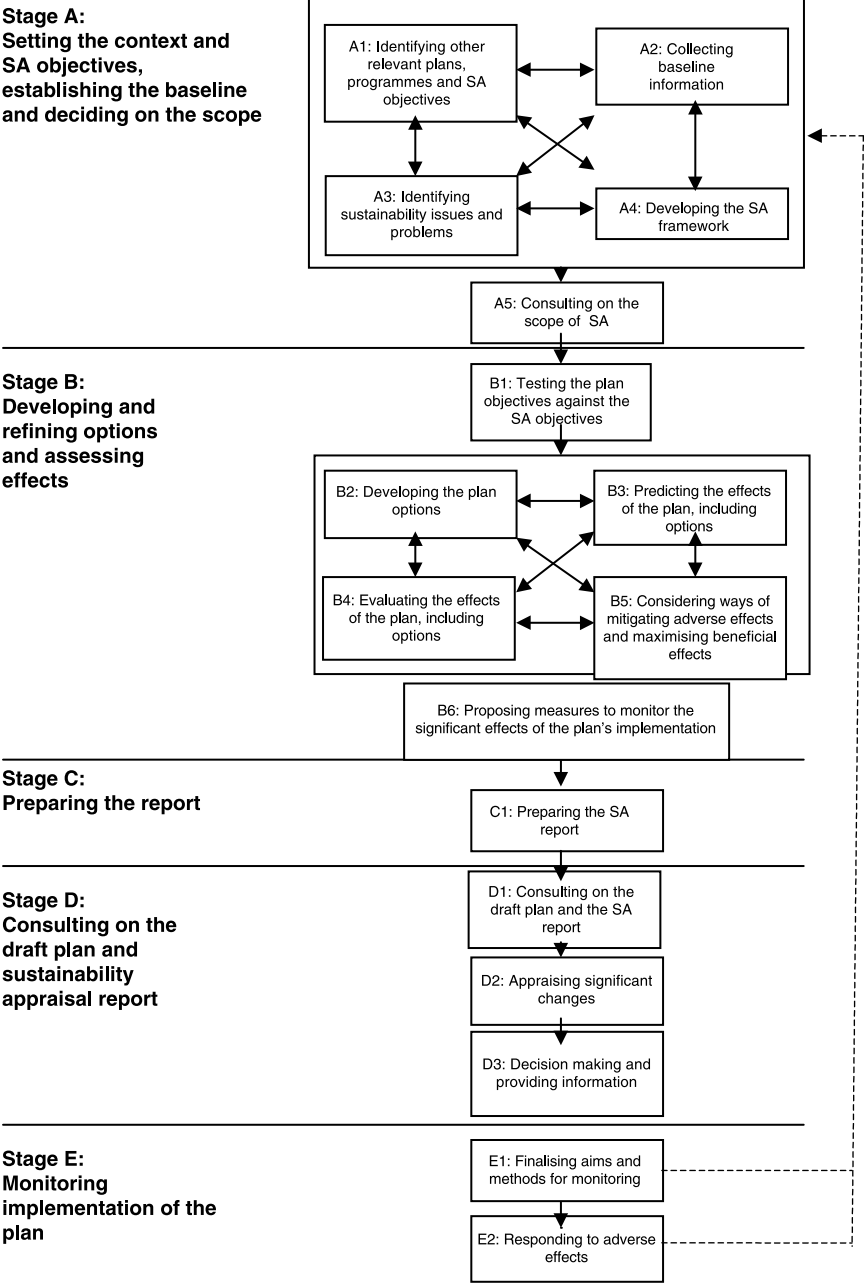 Stage A:
Setting the context and
SA objectives,
establishing the baseline
and deciding on the scope
A1: Identifying other
relevant plans,
programmes and SA
objectives
A2: Collecting
baseline
information
A3: Identifying
sustainability issues and
problems
A4: Developing the SA
framework
A5: Consulting on the
scope of SA
Stage B:
Developing and
refining options
and assessing
effects
B1: Testing the plan
objectives against the
SA objectives
B2: Developing the plan
options
B3: Predicting the effects
of the plan, including
options
B4: Evaluating the effects
of the plan, including
options
B5: Considering ways of
mitigating adverse effects
and maximising beneficial
effects
B6: Proposing measures to monitor the
significant effects of the plan's implementation
Stage C:
Preparing the report
C1: Preparing the SA
report
Stage D:
Consulting on the
draft plan and
sustainability
appraisal report
D1: Consulting on the
draft plan and the SA
report
D2: Appraising significant
changes
D3: Decision making and
providing information
Stage E:
Monitoring
implementation of the
plan
E1: Finalising aims and
methods for monitoring
E2: Responding to adverse
effects